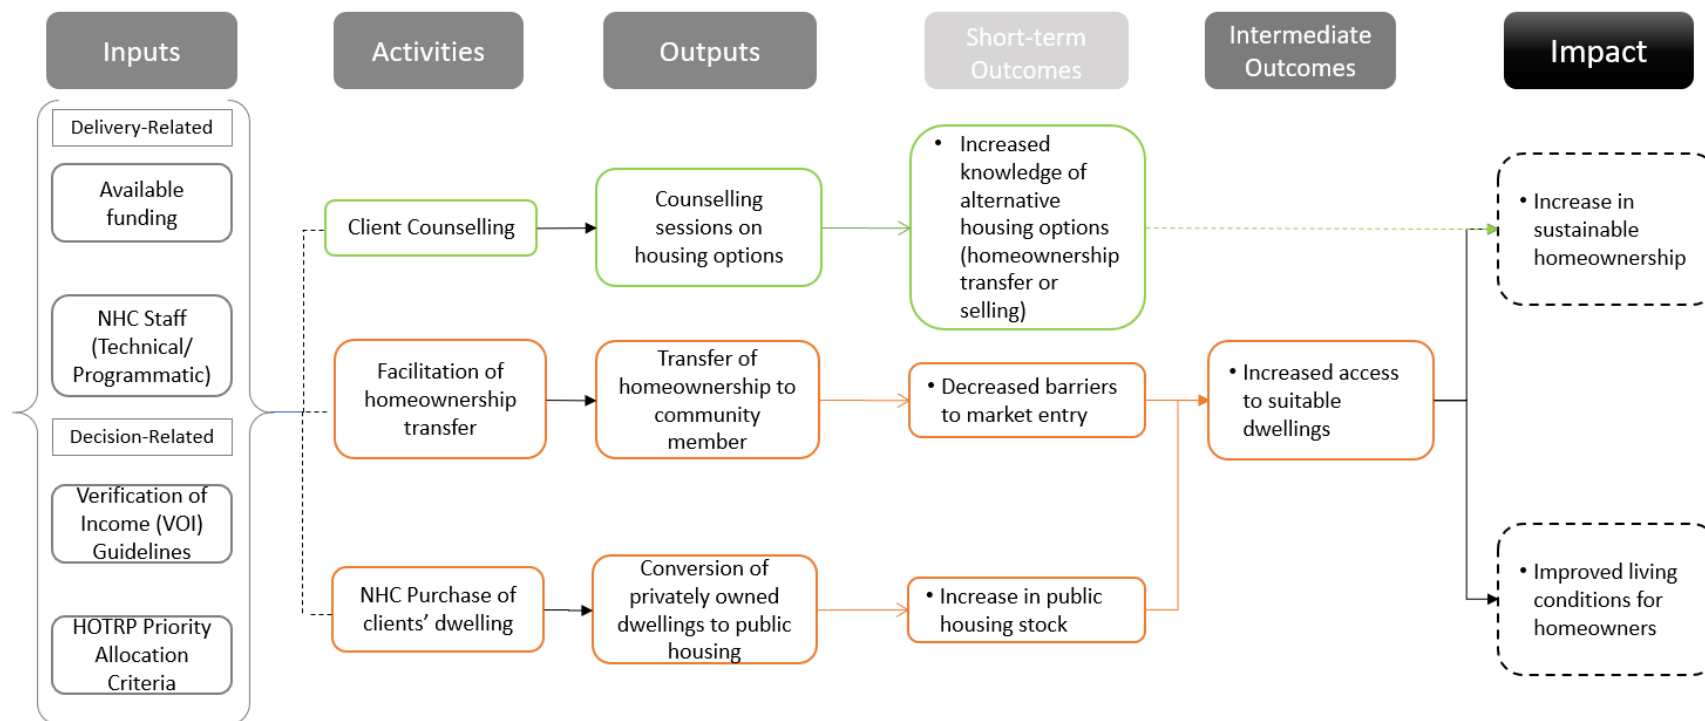 Inputs
Activities
Outputs
Short-term
Outcomes
Intermediate
Outcomes
Impact
Delivery-Related
Available
funding
NHC Staff
(Technical/
Programmatic)
Decision-Related
Verification of
Income (VOI)
Guidelines
HOTRP Priority
Allocation
Criteria
Client Counselling
Counselling
sessions on
housing options
• Increased
knowledge of
alternative
housing options
(homeownership
transfer or
selling)
• Increase in
sustainable
homeownership
Facilitation of
homeownership
transfer
Transfer of
homeownership to
community
member
• Decreased barriers
to market entry
• Increased access
to suitable
dwellings
NHC Purchase of
clients’ dwelling
Conversion of
privately owned
dwellings to public
housing
• Increase in public
housing stock
• Improved living
conditions for
homeowners